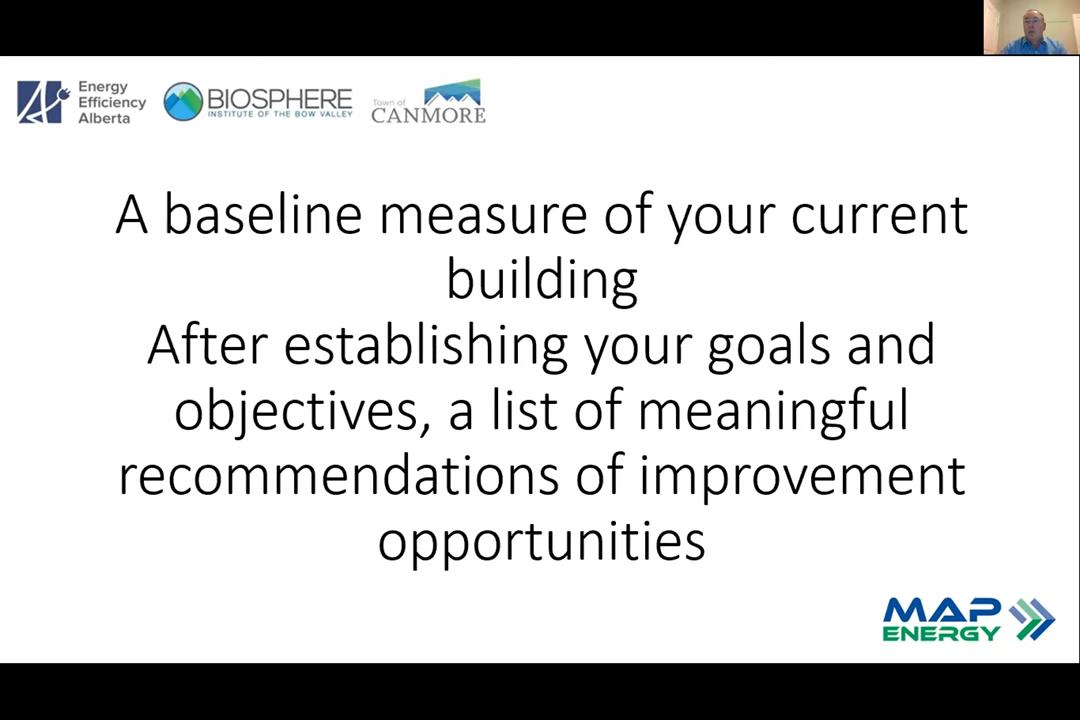 Energy
Efficiency
Alberta
BIOSPHERE
INSTITUTE OF THE BOW VALLEY
Town of
CANMORE
A baseline measure of your current
building
After establishing your goals and
objectives, a list of meaningful
recommendations of improvement
opportunities
MAP
ENERGY